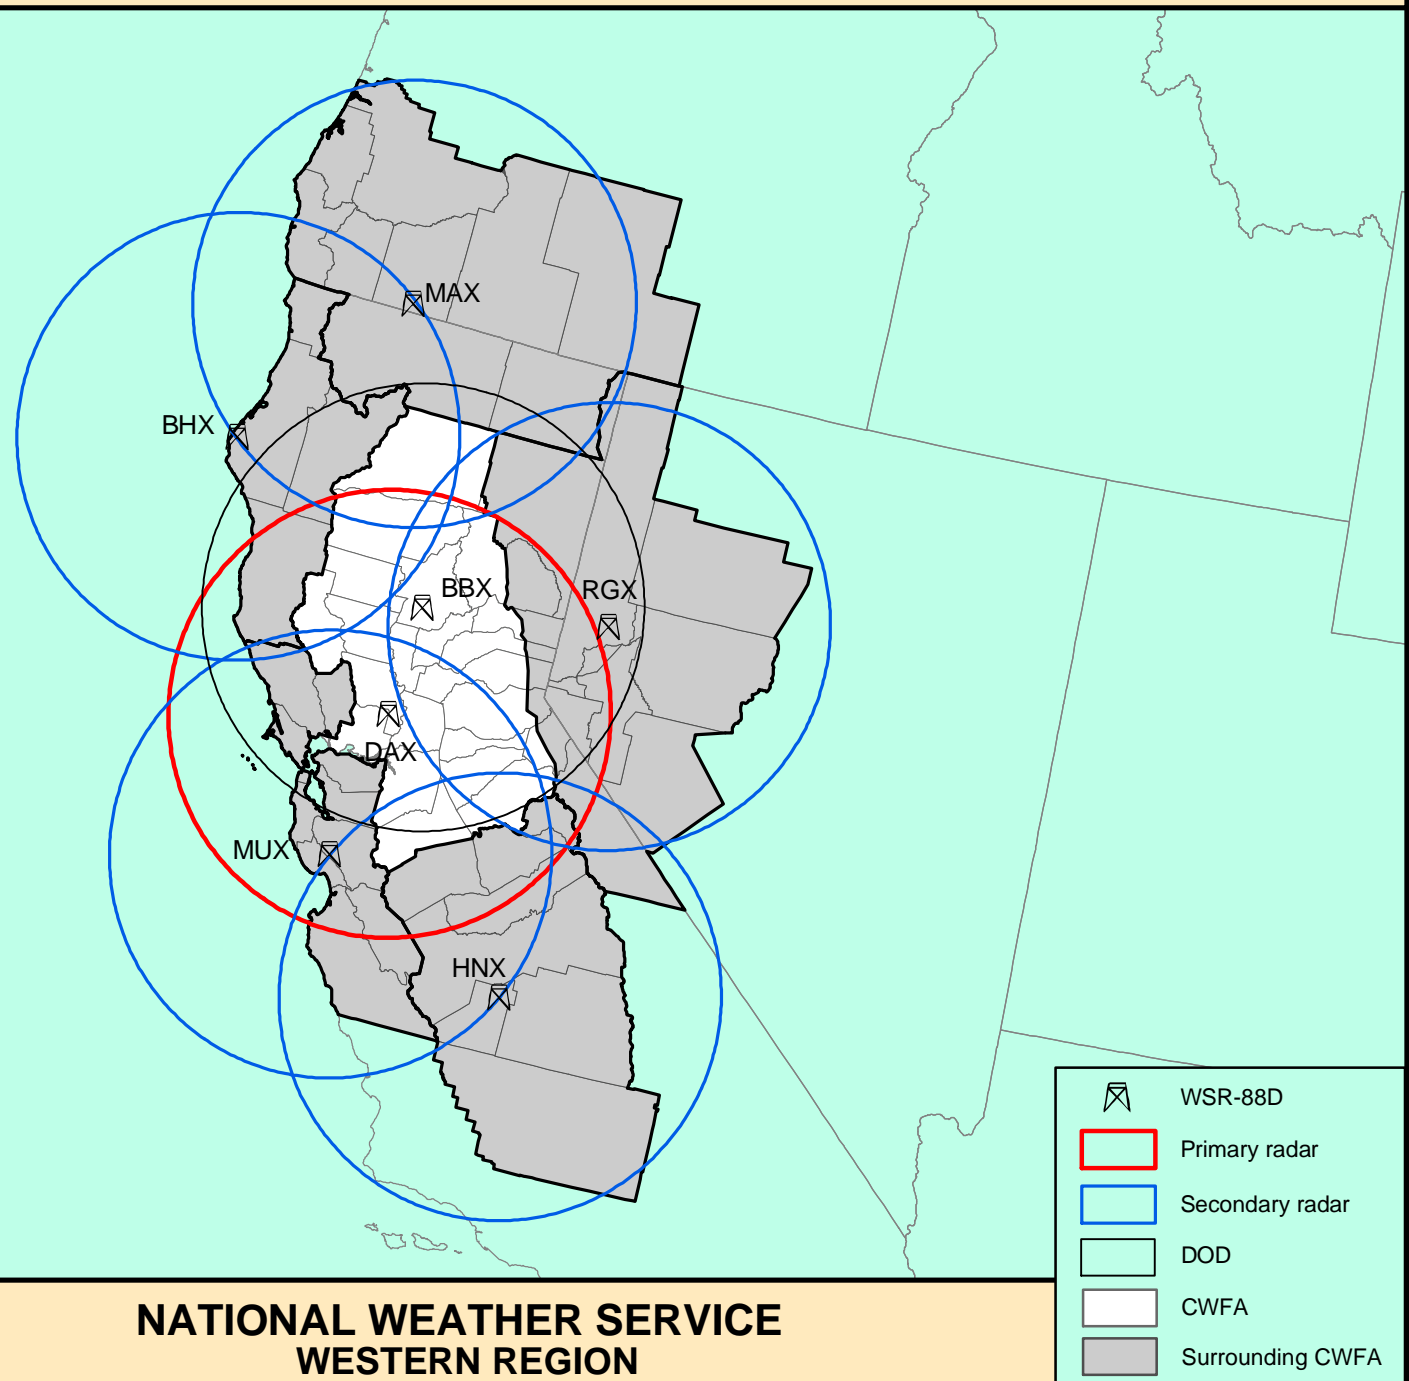 MAX
BHX
BBX
RGX
DAX
MUX
HNX
WSR-88D
Primary radar
Secondary radar
DOD
CWFA
Surrounding CWFA
NATIONAL WEATHER SERVICE
WESTERN REGION